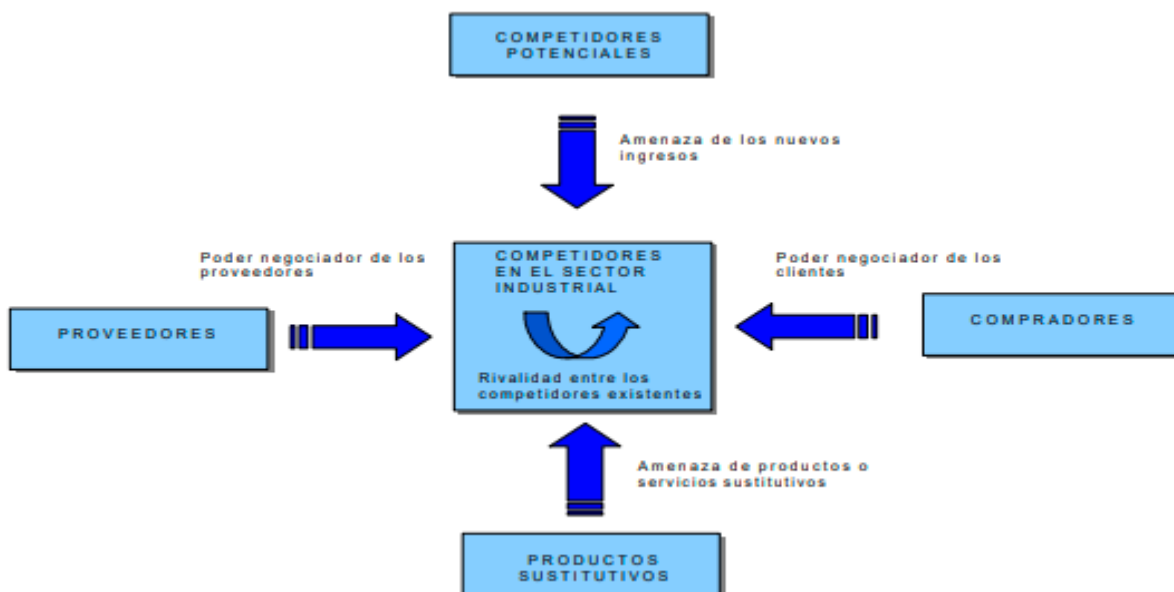 COMPETIDORES
POTENCIALES
Amenaza de los nuevos
ingresos
Poder negociador de los
proveedores
COMPETIDORES
EN EL SECTOR
INDUSTRIAL
Poder negociador de los
clientes
PROVEEDORES
COMPRADORES
Rivalidad entre los
competidores existentes
Amenaza de productos o
servicios sustitutivos
PRODUCTOS
SUSTITUTIVOS